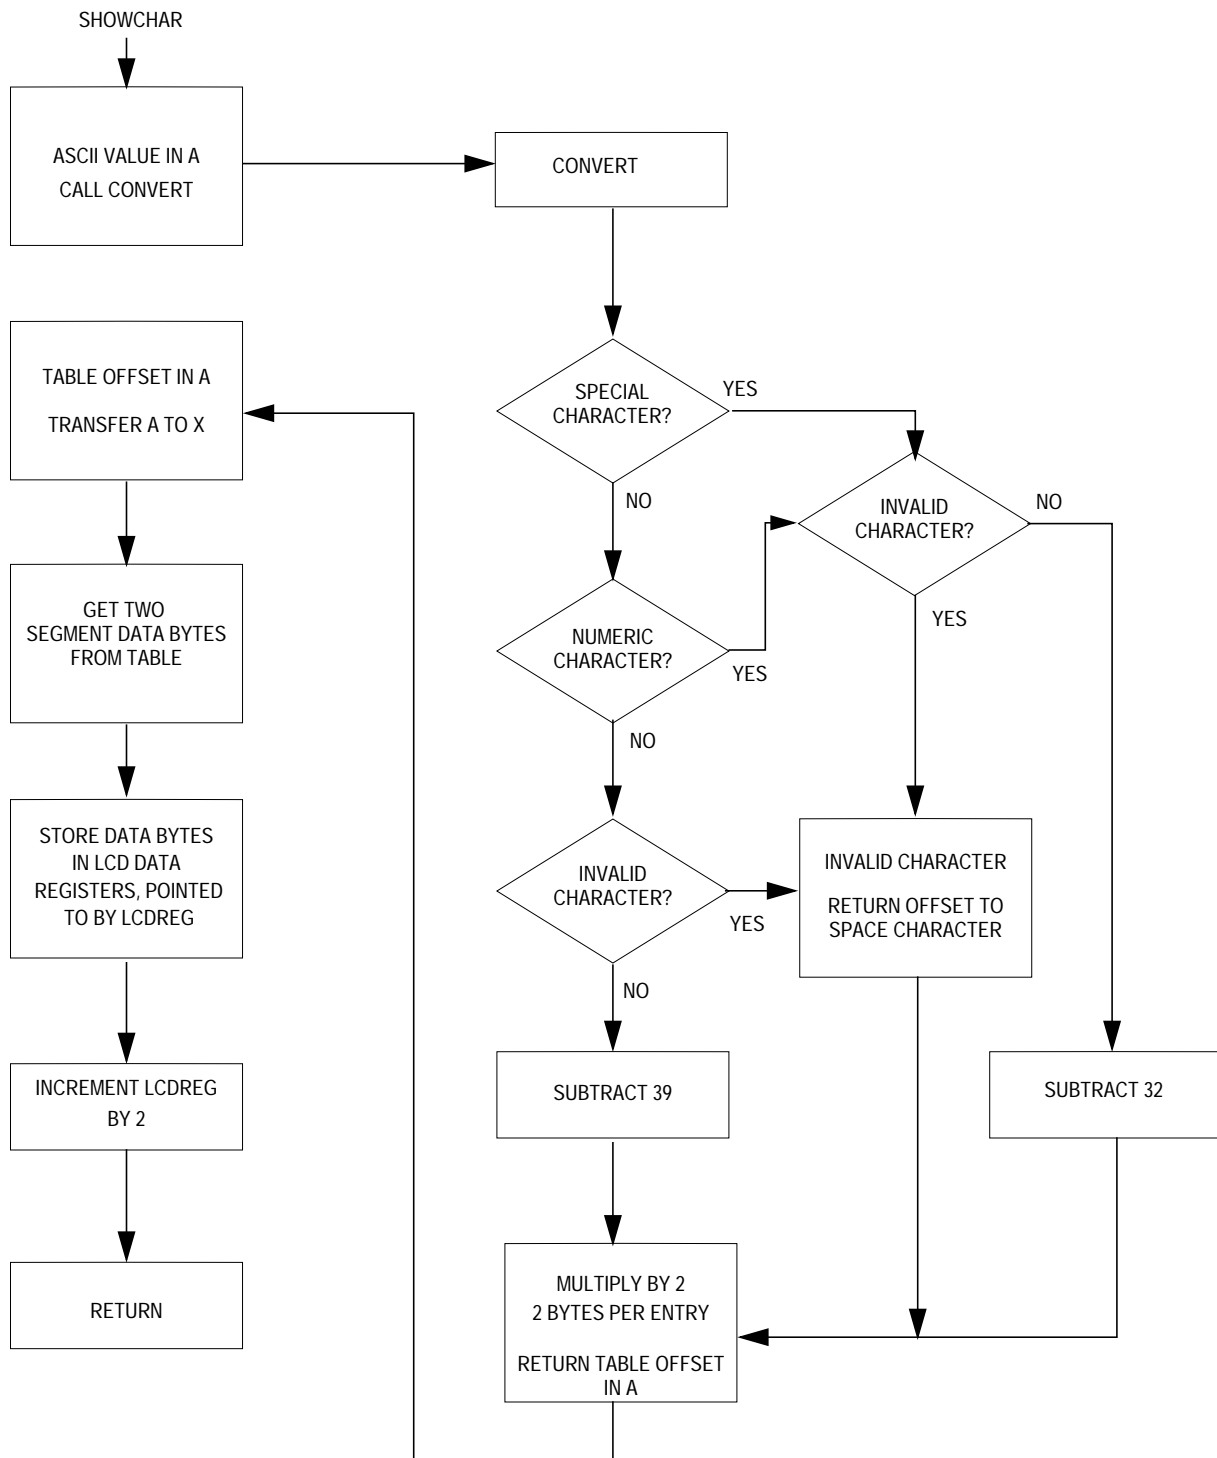 SHOWCHAR
ASCII VALUE IN A
CALL CONVERT
CONVERT
TABLE OFFSET IN A
TRANSFER A TO X
SPECIAL
CHARACTER?
YES
NO
INVALID
CHARACTER?
NO
YES
GET TWO
SEGMENT DATA BYTES
FROM TABLE
NUMERIC
CHARACTER?
YES
NO
STORE DATA BYTES
IN LCD DATA
REGISTERS, POINTED
TO BY LCDREG
INVALID
CHARACTER?
YES
NO
INVALID CHARACTER
RETURN OFFSET TO
SPACE CHARACTER
INCREMENT LCDREG
BY 2
SUBTRACT 39
SUBTRACT 32
RETURN
MULTIPLY BY 2
2 BYTES PER ENTRY
RETURN TABLE OFFSET
IN A